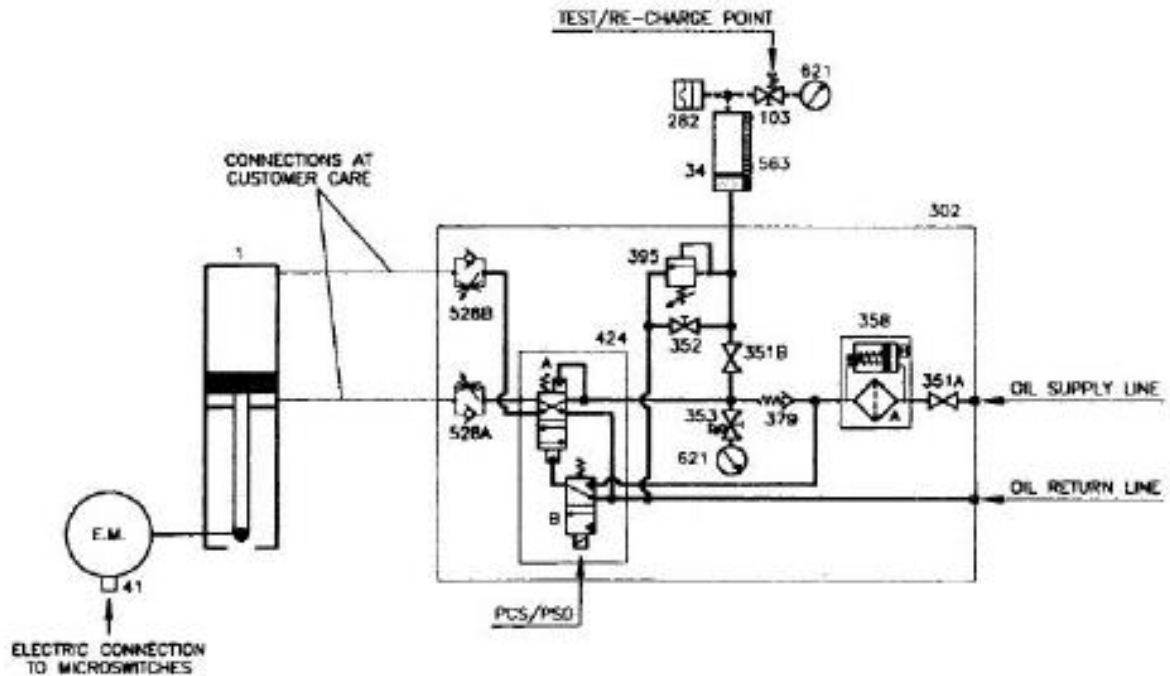 TEST/RE-CHARGE POINT
621
282
103
CONNECTIONS AT
CUSTOMER CARE
34
563
302
1
395
528B
424
352
351B
358
B
A
351A
OIL SUPPLY LINE
A
528A
353
379
621
OIL RETURN LINE
B
E.M.
41
PCS/PSD
ELECTRIC CONNECTION
TO MICROSWITCHES